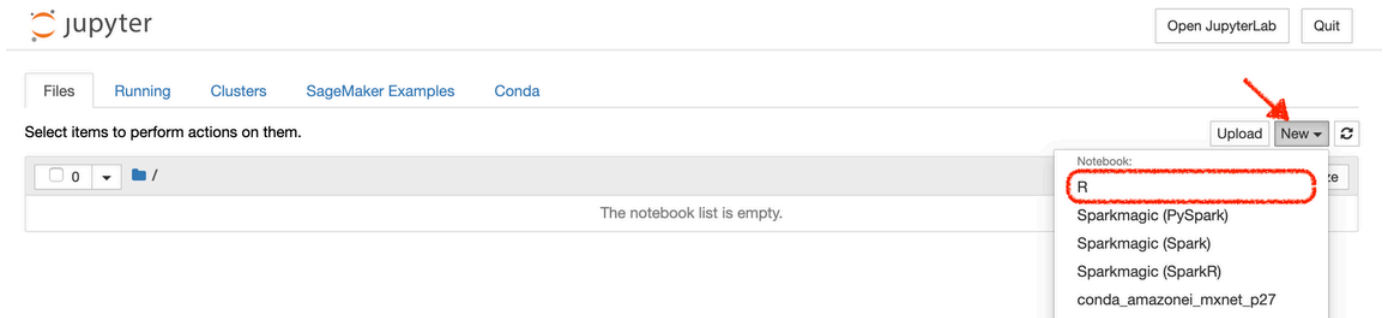 jupyter
Open JupyterLab
Quit
Files
Running
Clusters
SageMaker Examples
Conda
Select items to perform actions on them.
Upload
New
0
/
The notebook list is empty.
Notebook:
R
Sparkmagic (PySpark)
Sparkmagic (Spark)
Sparkmagic (SparkR)
conda_amazonei_mxnet_p27